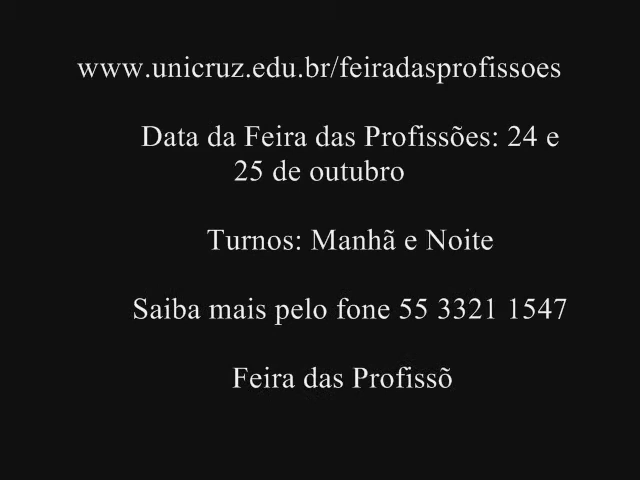 www.unicruz.edu.br/feiradasprofissoes
Data da Feira das Profissões: 24 e
25 de outubro
Turnos: Manhã e Noite
Saiba mais pelo fone 55 3321 1547
Feira das Profissõ